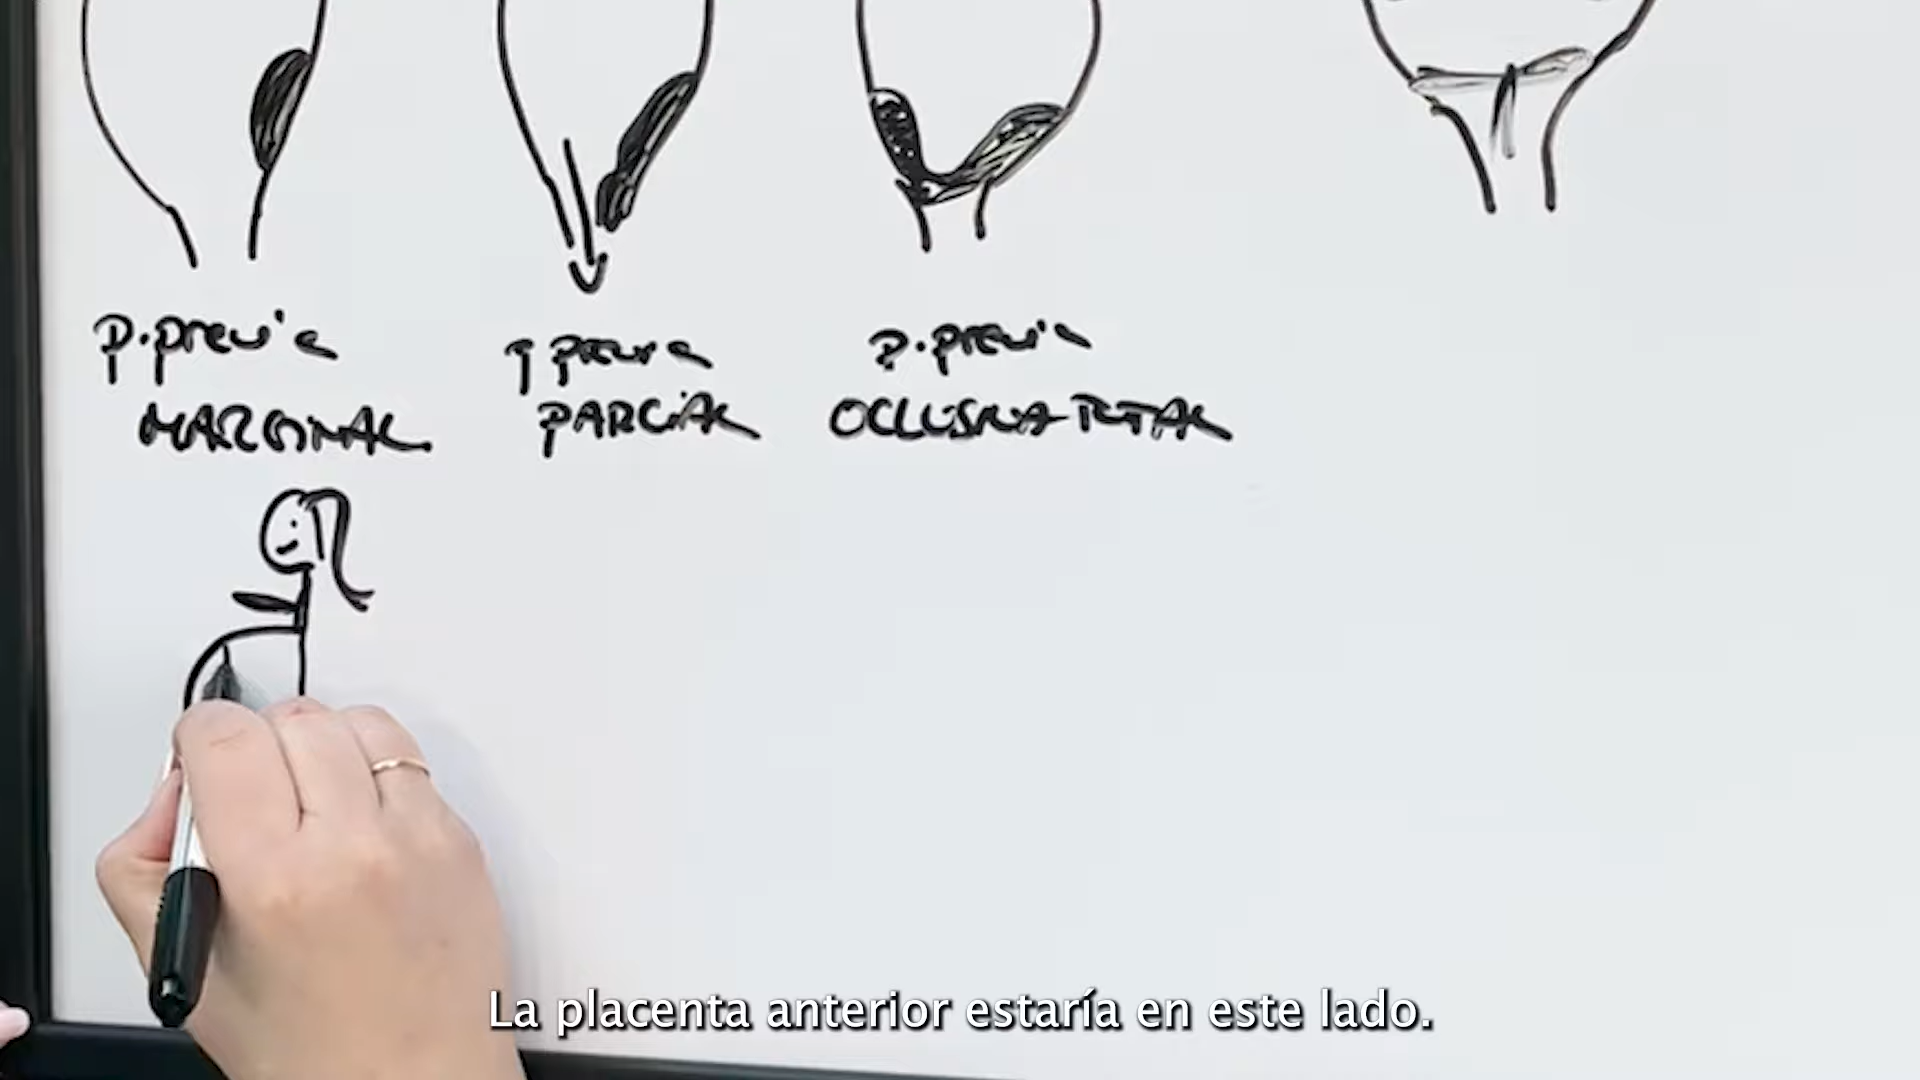 P. previa
MARGINAL
P previa
PARCIAL
P. previa
OCLUSIVA TOTAL
La placenta anterior estaría en este lado.